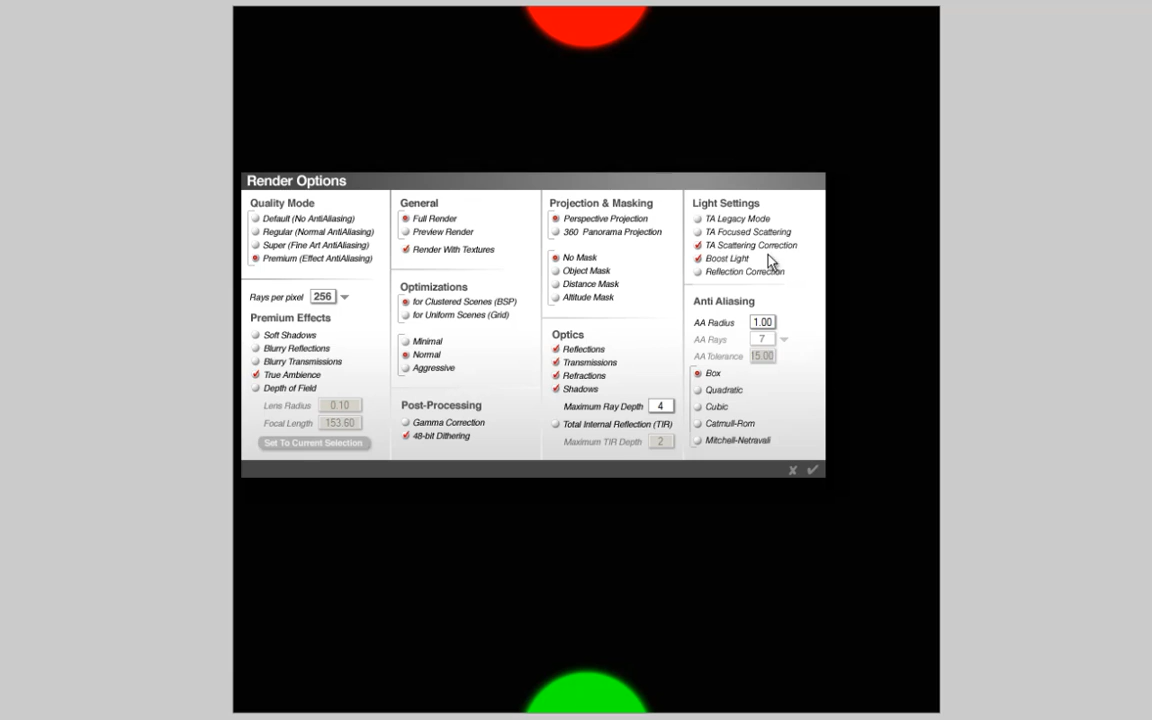 Render Options
Quality Mode
Default (No AntiAliasing)
Regular (Normal AntiAliasing)
Super (Fine Art AntiAliasing)
Premium (Effect AntiAliasing)
Rays per pixel 256
Premium Effects
Soft Shadows
Blurry Reflections
Blurry Transmissions
True Ambience
Depth of Field
Lens Radius 0.10
Focal Length 153.60
Set To Current Selection
General
Full Render
Preview Render
Render With Textures
Optimizations
for Clustered Scenes (BSP)
for Uniform Scenes (Grid)
Minimal
Normal
Aggressive
Post-Processing
Gamma Correction
48-bit Dithering
Projection & Masking
Perspective Projection
360 Panorama Projection
No Mask
Object Mask
Distance Mask
Altitude Mask
Optics
Reflections
Transmissions
Refractions
Shadows
Maximum Ray Depth 4
Total Internal Reflection (TIR)
Maximum TIR Depth 2
Light Settings
TA Legacy Mode
TA Focused Scattering
TA Scattering Correction
Boost Light
Reflection Correction
Anti Aliasing
AA Radius 1.00
AA Rays 7
AA Tolerance 15.00
Box
Quadratic
Cubic
Catmull-Rom
Mitchell-Netravali